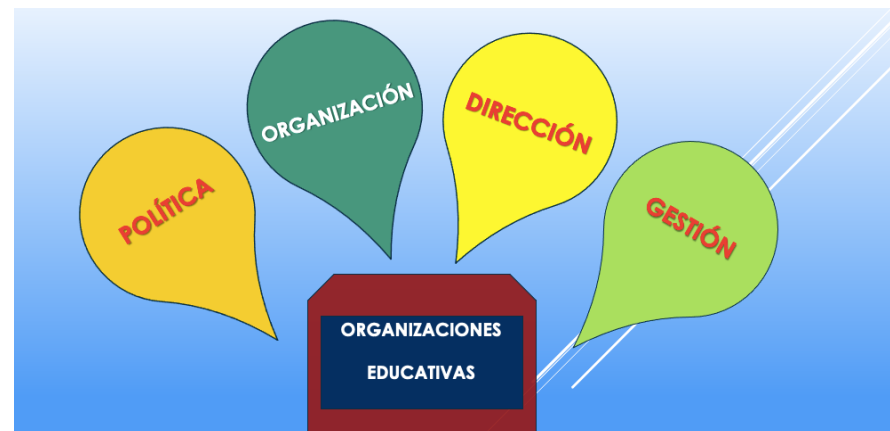 POLÍTICA
ORGANIZACIÓN
DIRECCIÓN
GESTIÓN
ORGANIZACIONES
EDUCATIVAS